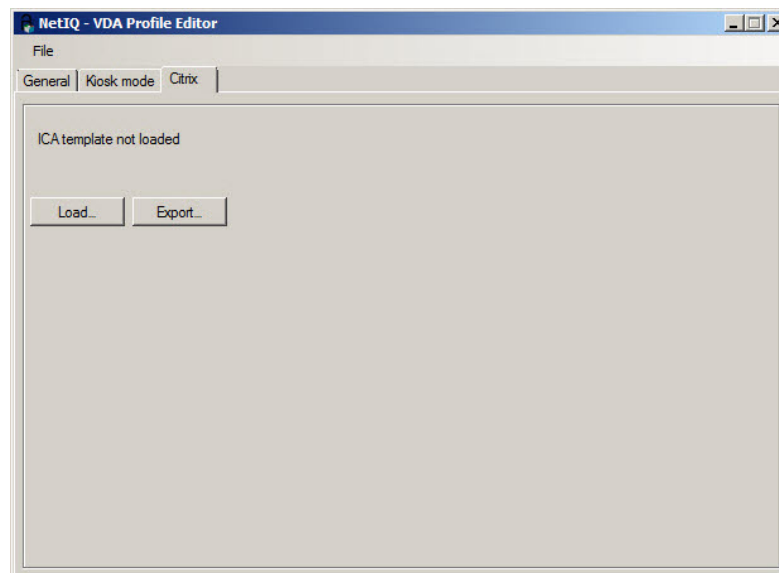 NetIQ - VDA Profile Editor
File
General Kiosk mode Citrix
ICA template not loaded
Load... Export...